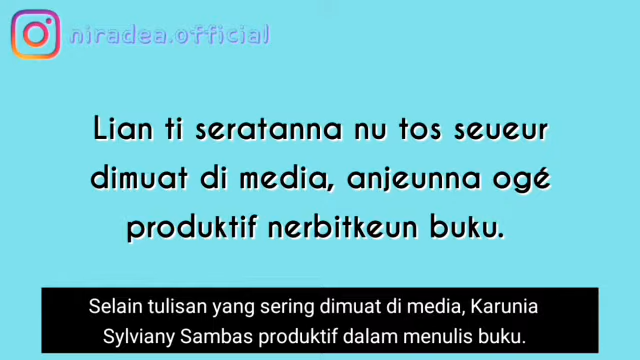 niradea.official
Lian ti seratanna nu tos seueur
dimuat di media, anjeunna ogé
produktif nerbitkeun buku.
Selain tulisan yang sering dimuat di media, Karunia
Sylviany Sambas produktif dalam menulis buku.